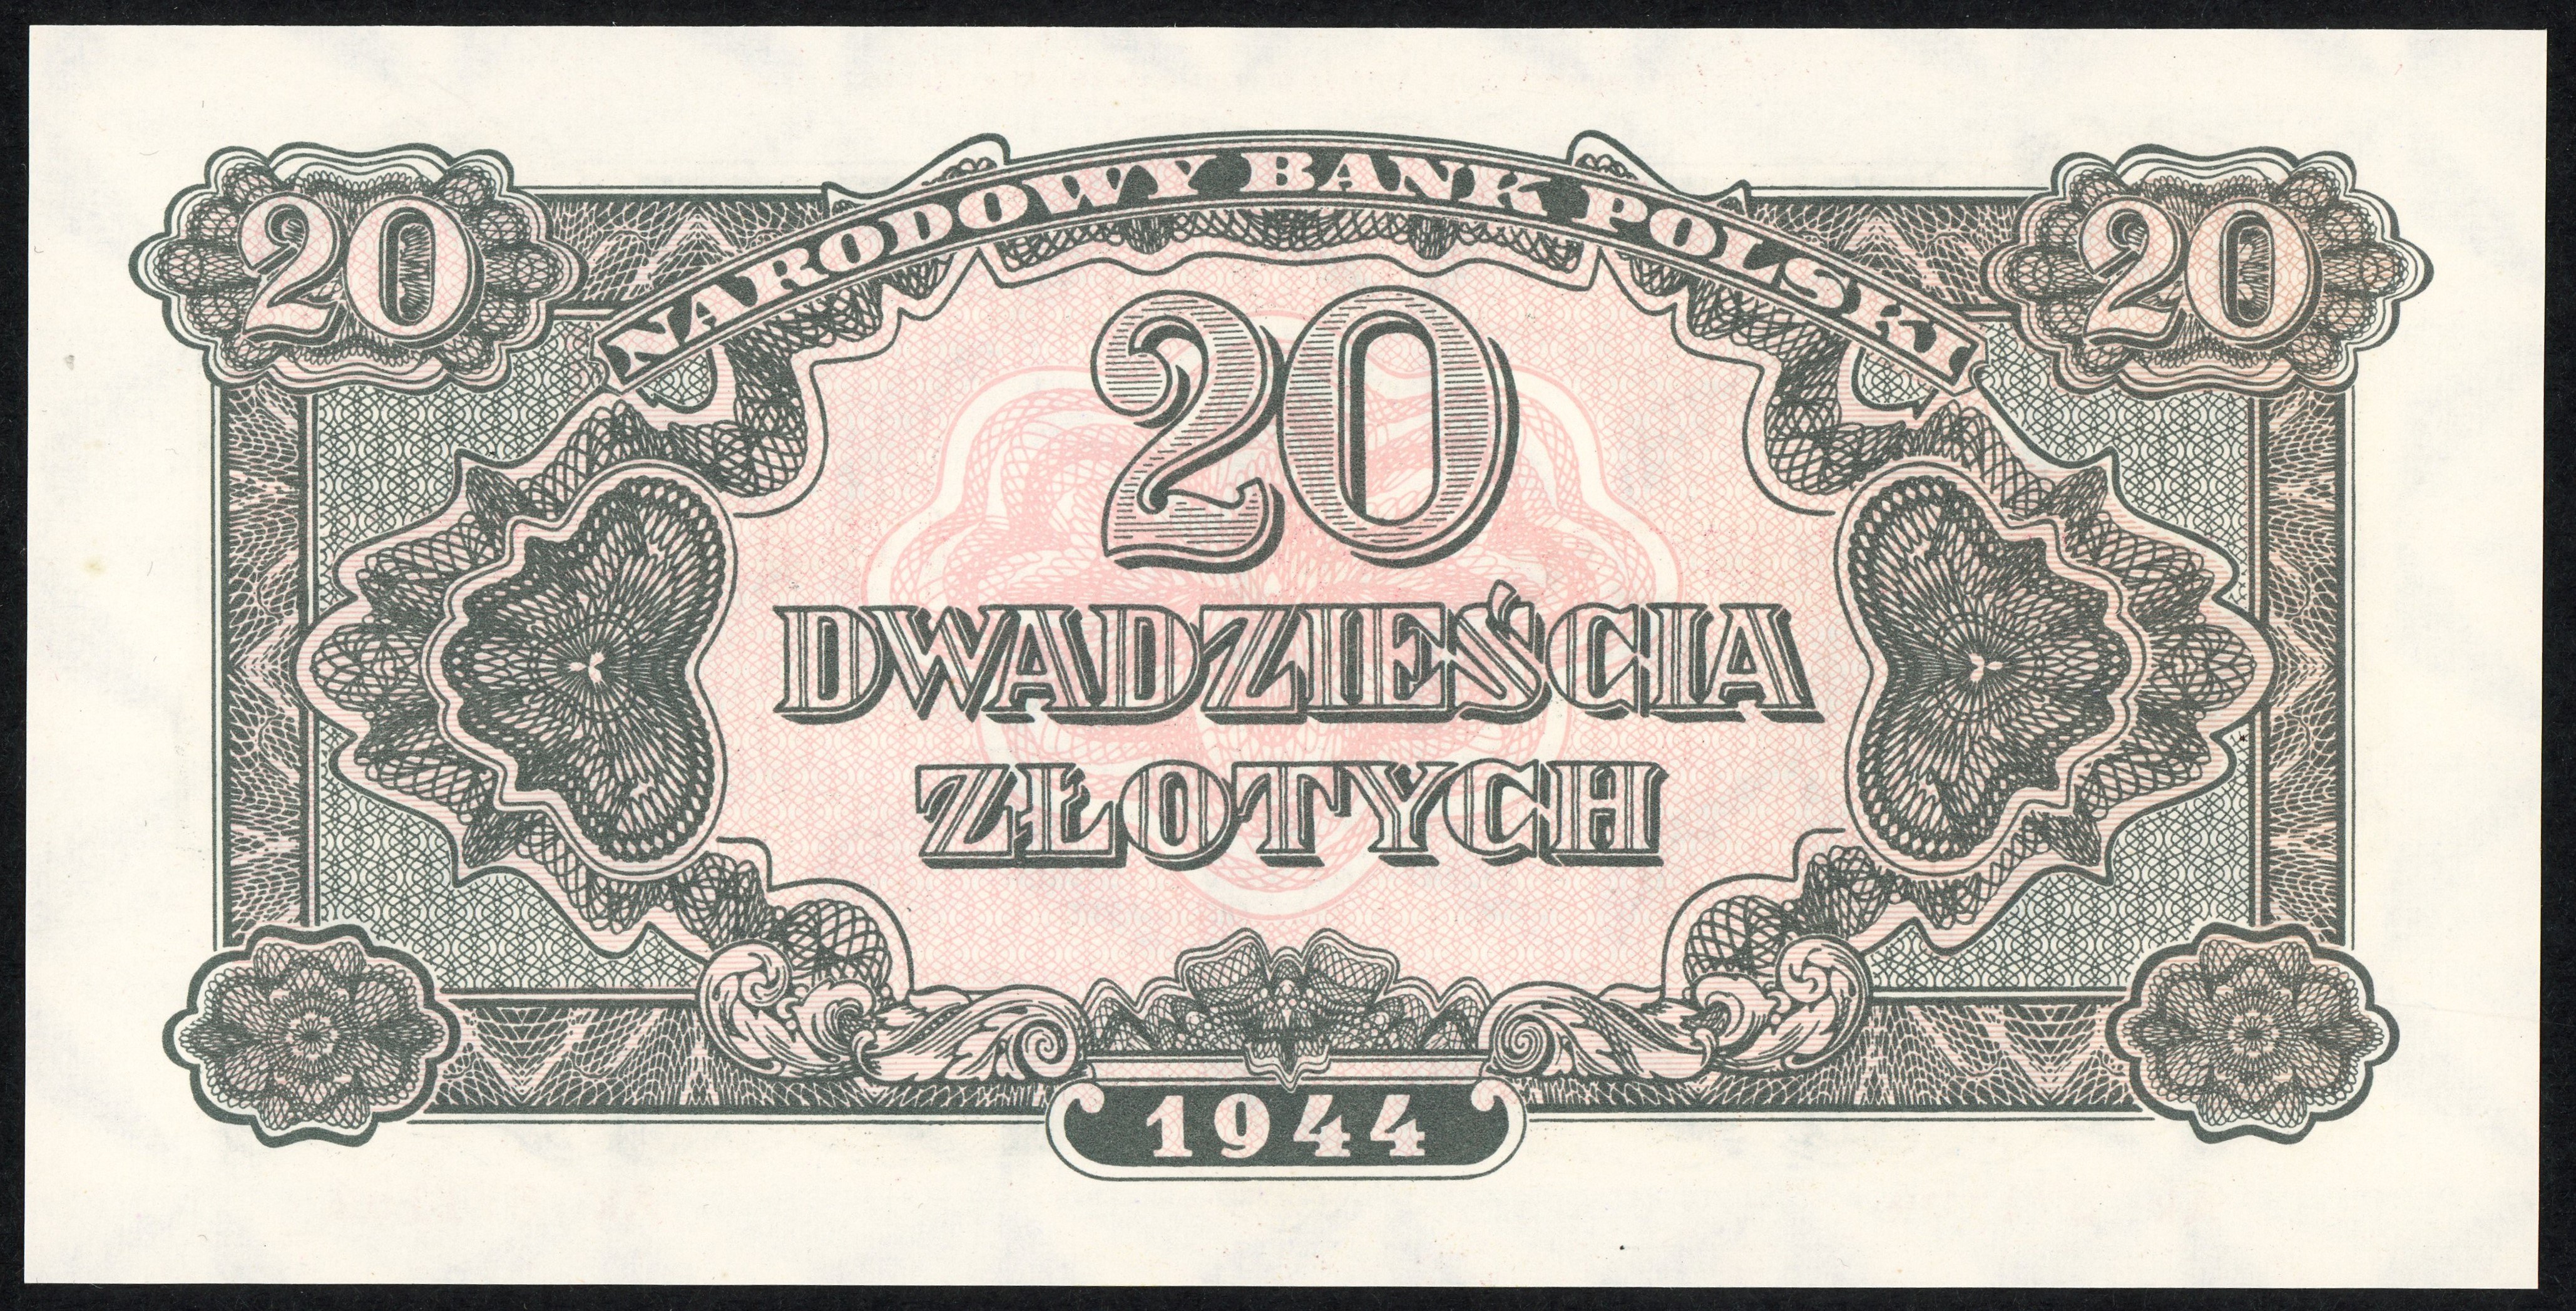 NARODOWY BANK POLSKI
20 20
20
DWADZIEŚCIA
ZŁOTYCH
1944